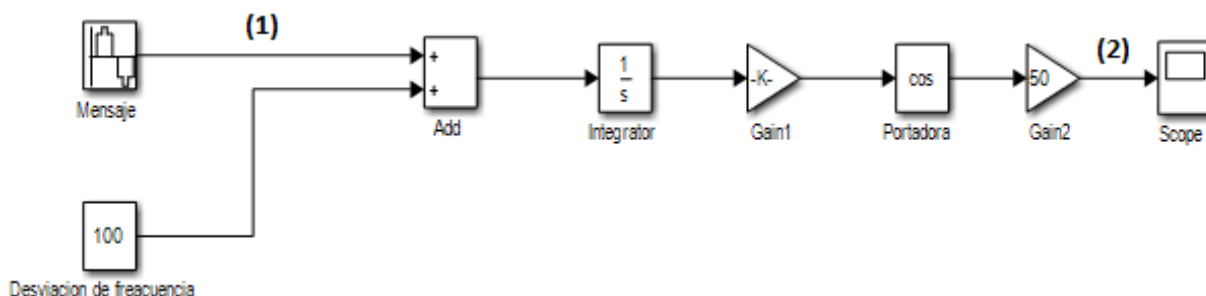 (1)
(2)
Mensaje
+
+
Add
1
s
Integrator
-K-
Gain1
cos
Portadora
50
Gain2
Scope
100
Desviacion de freacuencia